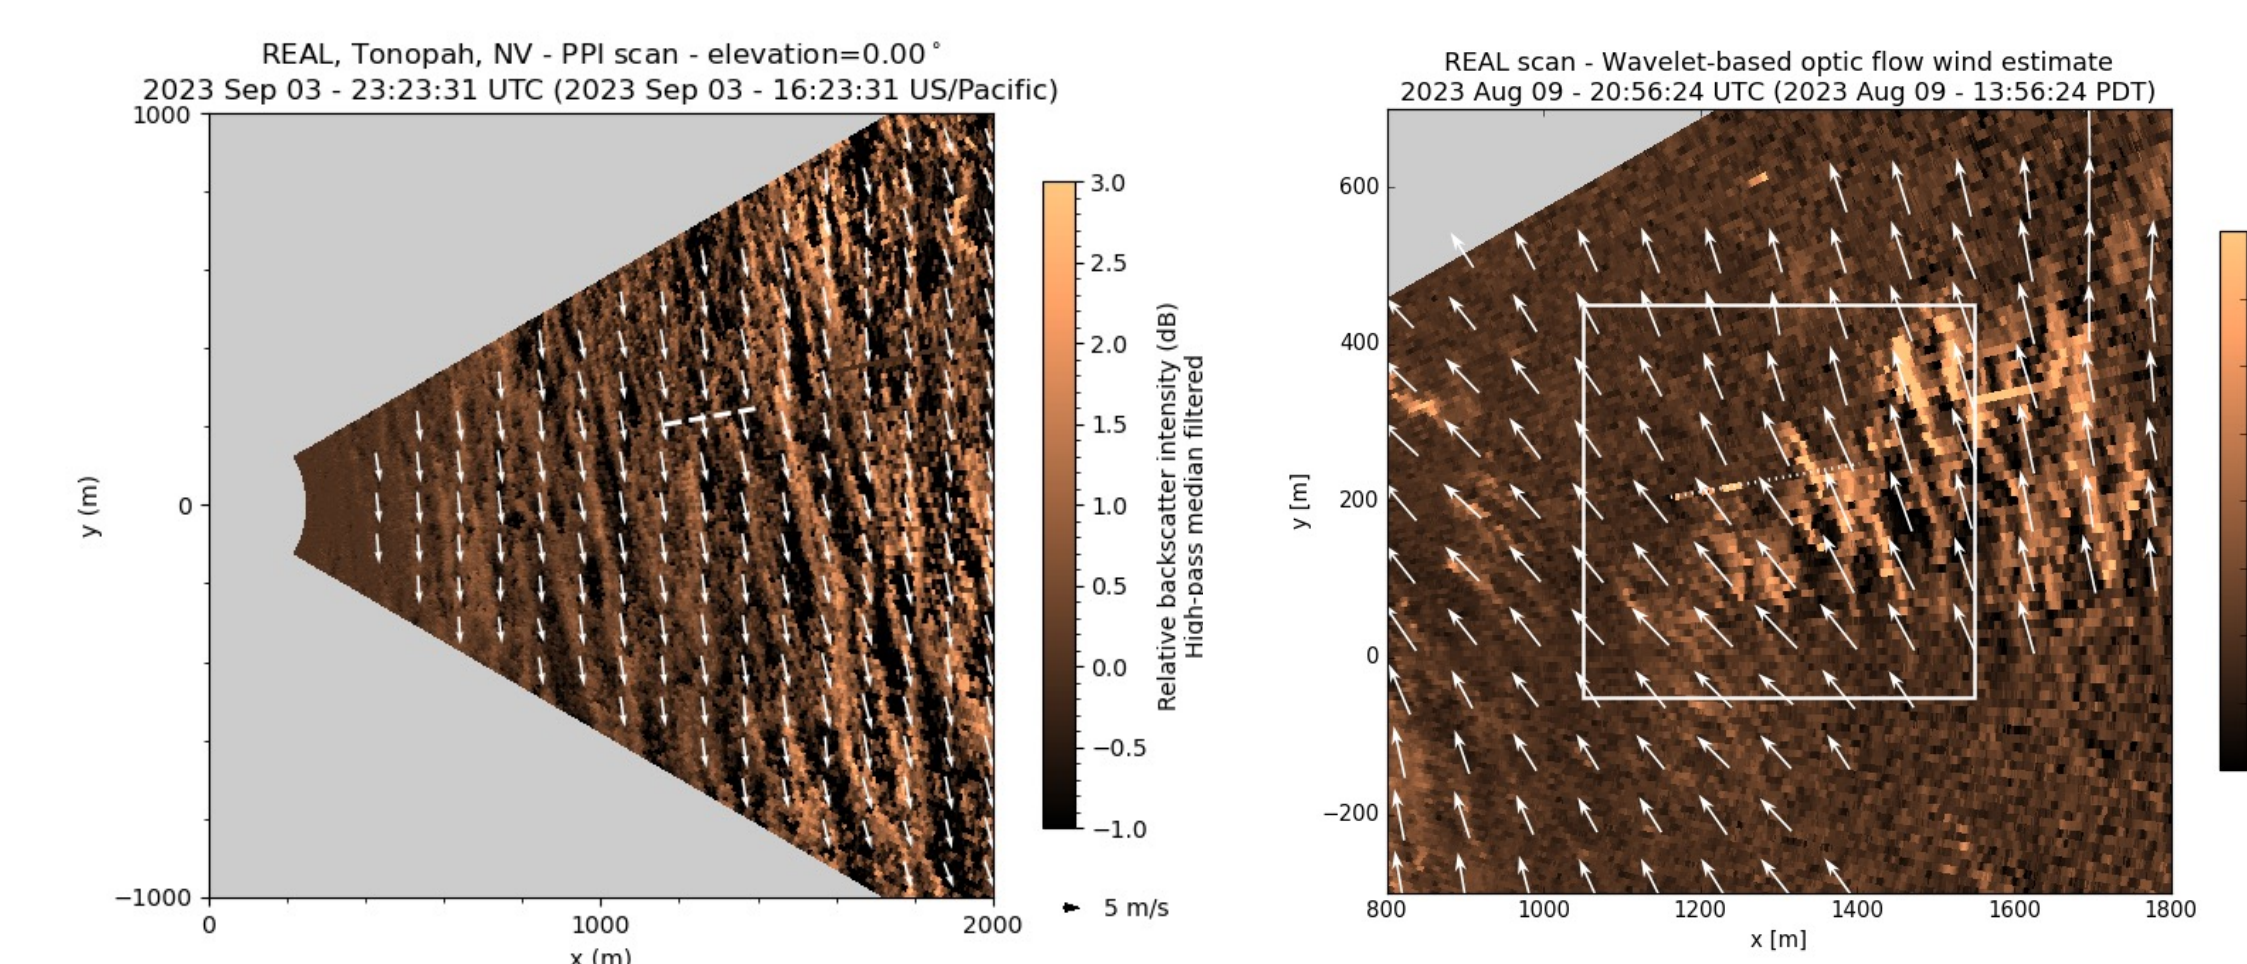 REAL, Tonopah, NV - PPI scan - elevation=0.00°
2023 Sep 03 - 23:23:31 UTC (2023 Sep 03 - 16:23:31 US/Pacific)
1000
0
−1000
y (m)
0
1000
2000
x (m)
3.0
2.5
2.0
1.5
1.0
0.5
0.0
−0.5
−1.0
Relative backscatter intensity (dB)
High-pass median filtered
5 m/s
REAL scan - Wavelet-based optic flow wind estimate
2023 Aug 09 - 20:56:24 UTC (2023 Aug 09 - 13:56:24 PDT)
600
400
200
0
−200
y [m]
800
1000
1200
1400
1600
1800
x [m]